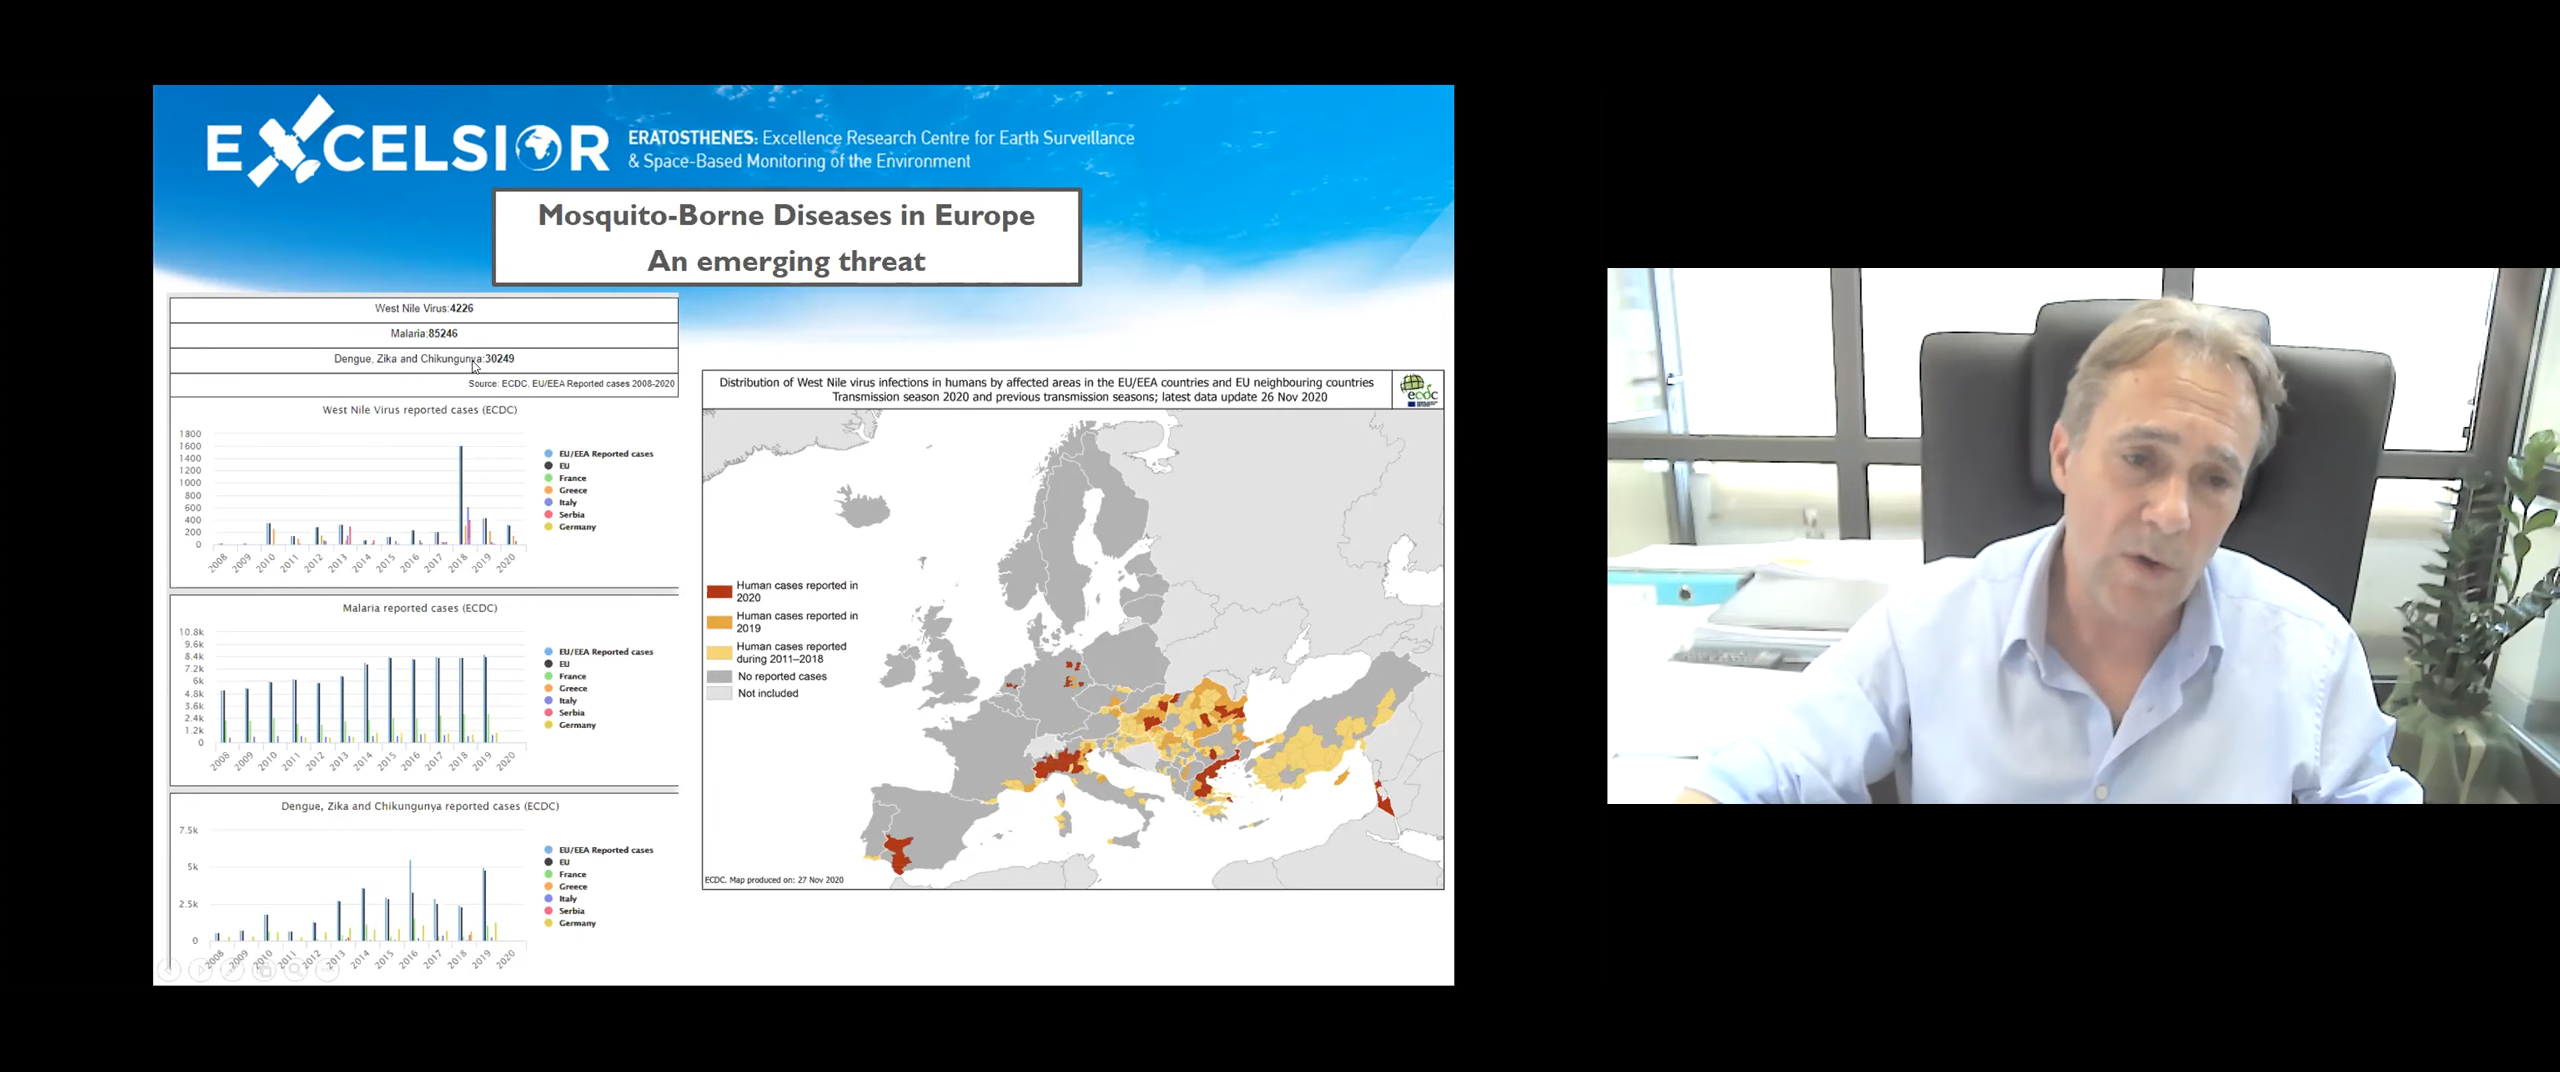 EXCELSIOR
ERATOSTHENES: Excellence Research Centre for Earth Surveillance
& Space-Based Monitoring of the Environment
Mosquito-Borne Diseases in Europe
An emerging threat
West Nile Virus:4226
Malaria:85246
Dengue, Zika and Chikungunya:30249
Source: ECDC. EU/EEA Reported cases 2008-2020
West Nile Virus reported cases (ECDC)
1800
1600
1400
1200
1000
800
600
400
200
0
2008 2009 2010 2011 2012 2013 2014 2015 2016 2017 2018 2019 2020
EU/EEA Reported cases
EU
France
Greece
Italy
Serbia
Germany
Malaria reported cases (ECDC)
10.8k
9.6k
8.4k
7.2k
6k
4.8k
3.6k
2.4k
1.2k
0
2008 2009 2010 2011 2012 2013 2014 2015 2016 2017 2018 2019 2020
EU/EEA Reported cases
EU
France
Greece
Italy
Serbia
Germany
Dengue, Zika and Chikungunya reported cases (ECDC)
7.5k
5k
2.5k
0
2008 2009 2010 2011 2012 2013 2014 2015 2016 2017 2018 2019 2020
EU/EEA Reported cases
EU
France
Greece
Italy
Serbia
Germany
Distribution of West Nile virus infections in humans by affected areas in the EU/EEA countries and EU neighbouring countries
Transmission season 2020 and previous transmission seasons; latest data update 26 Nov 2020
ecdc
Human cases reported in
2020
Human cases reported in
2019
Human cases reported
during 2011–2018
No reported cases
Not included
ECDC. Map produced on: 27 Nov 2020